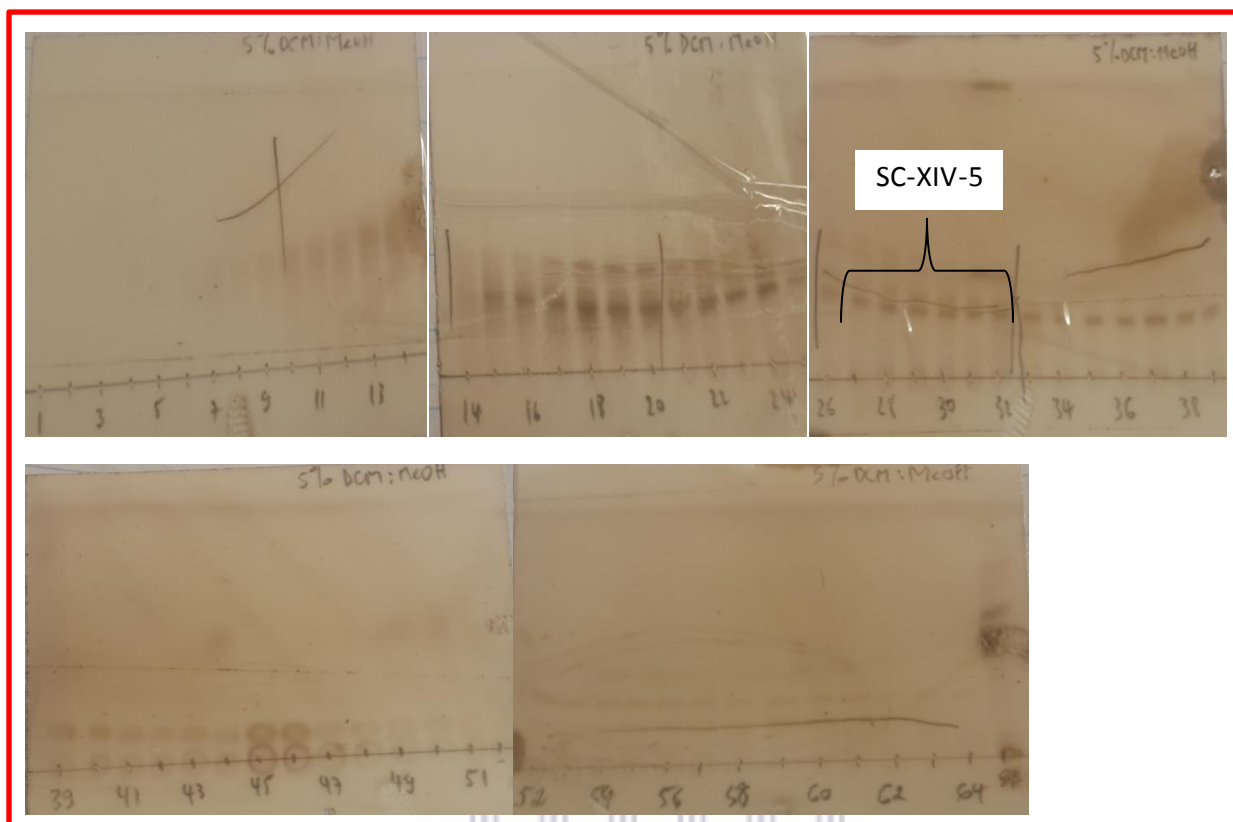 5% DCM:MeOH
1 3 5 7 9 11 13
5% DCM:MeOH
14 16 18 20 22 24
5% DCM:MeOH
SC-XIV-5
26 28 30 32 34 36 38
5% DCM:MeOH
39 41 43 45 47 49 51
5% DCM:MeOH
52 54 56 58 60 62 64